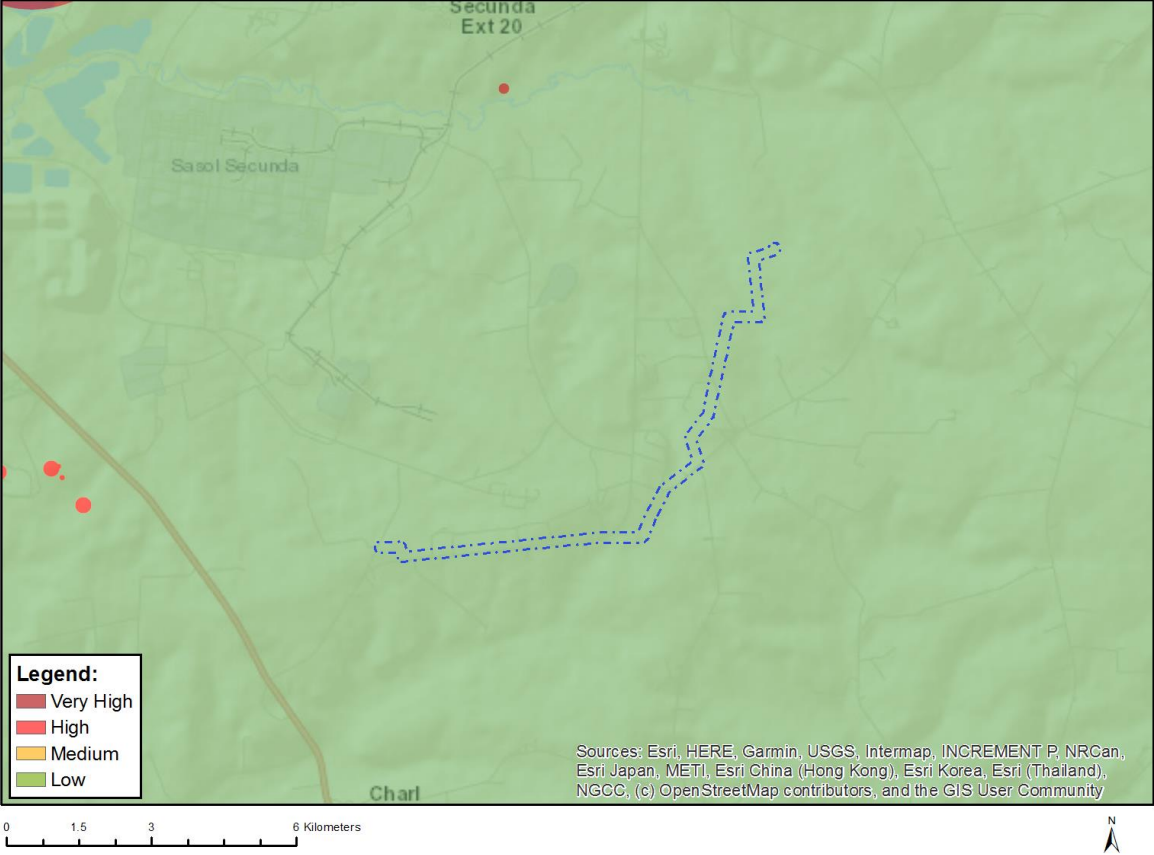 Secunda
Ext 20
Sasol Secunda
Legend:
Very High
High
Medium
Low
Sources: Esri, HERE, Garmin, USGS, Intermap, INCREMENT P, NRCan,
Esri Japan, METI, Esri China (Hong Kong), Esri Korea, Esri (Thailand),
NGCC, (c) OpenStreetMap contributors, and the GIS User Community
Charl
0 1.5 3 6 Kilometers
N